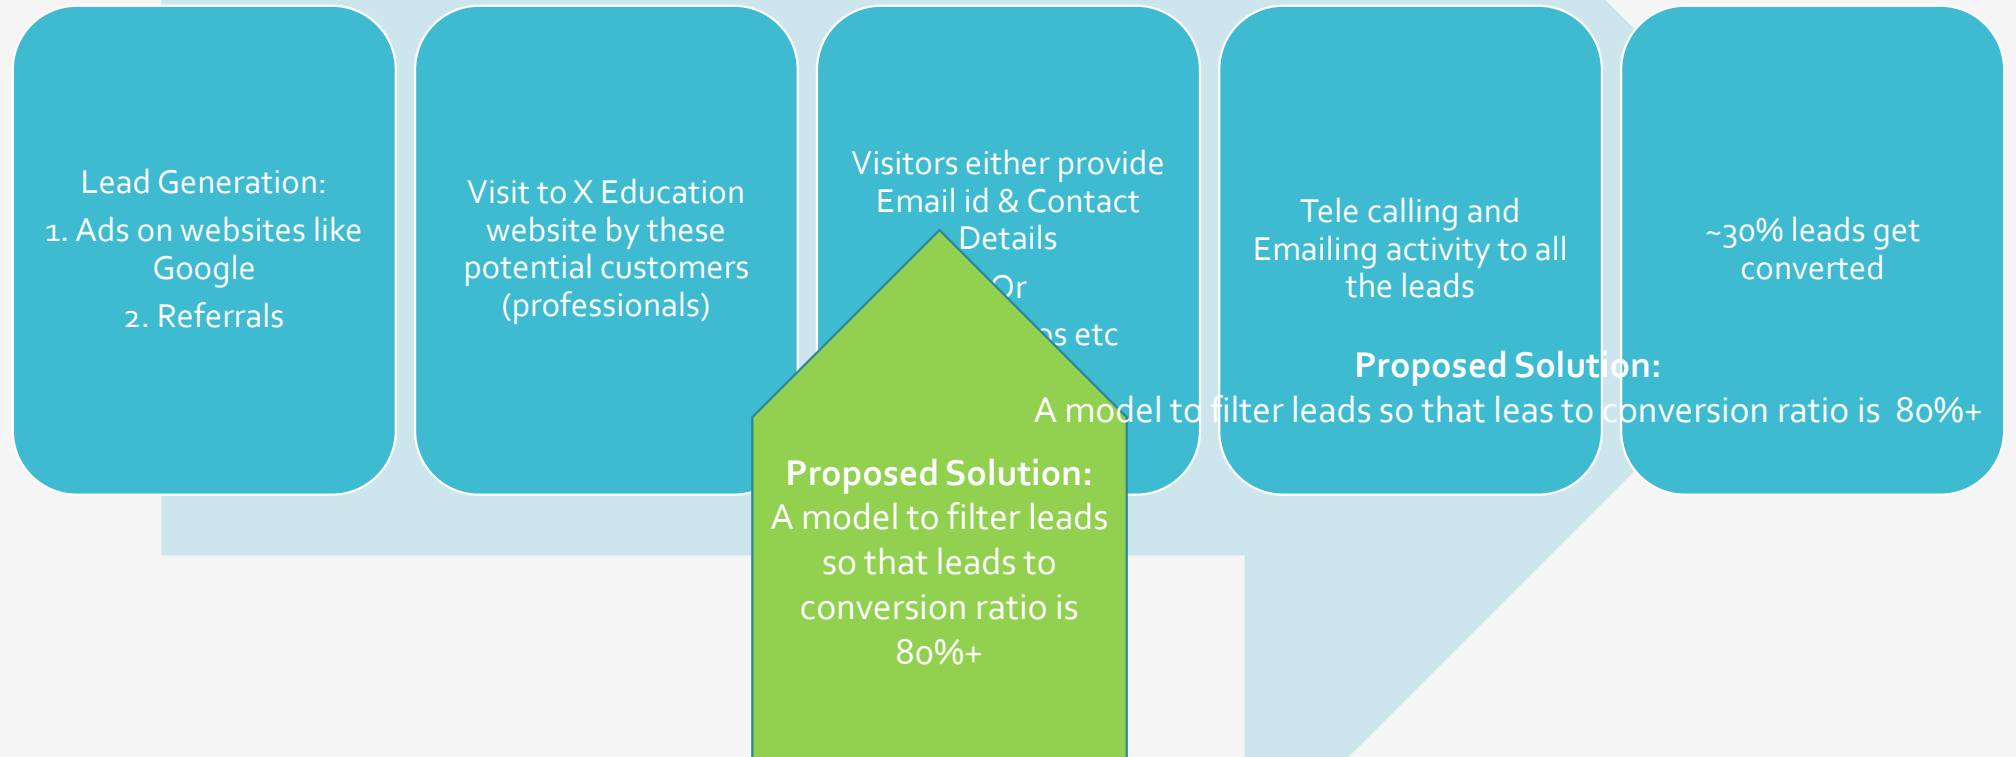 Lead Generation:
1. Ads on websites like
Google
2. Referrals
Visit to X Education
website by these
potential customers
(professionals)
Visitors either provide
Email id & Contact
Details
Or
etc
Tele calling and
Emailing activity to all
the leads
~30% leads get
converted
Proposed Solution:
A model to filter leads so that leas to conversion ratio is 80%+
Proposed Solution:
A model to filter leads
so that leads to
conversion ratio is
80%+